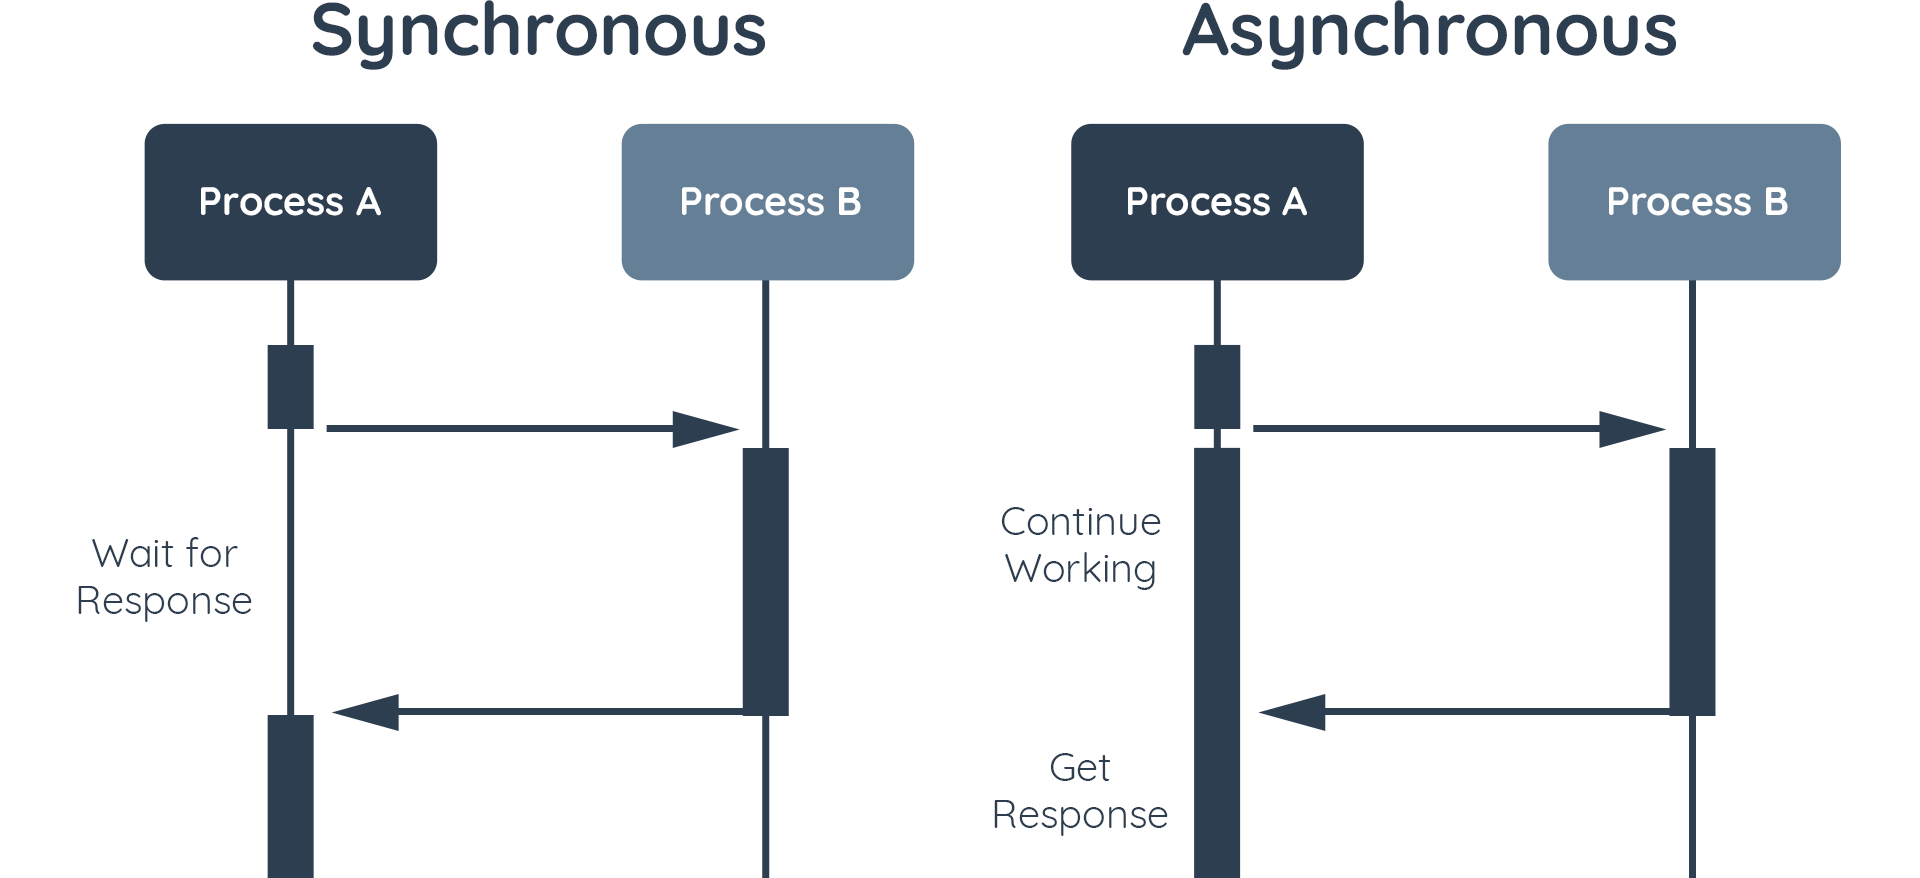 Synchronous
Process A
Process B
Wait for
Response
Asynchronous
Process A
Process B
Continue
Working
Get
Response